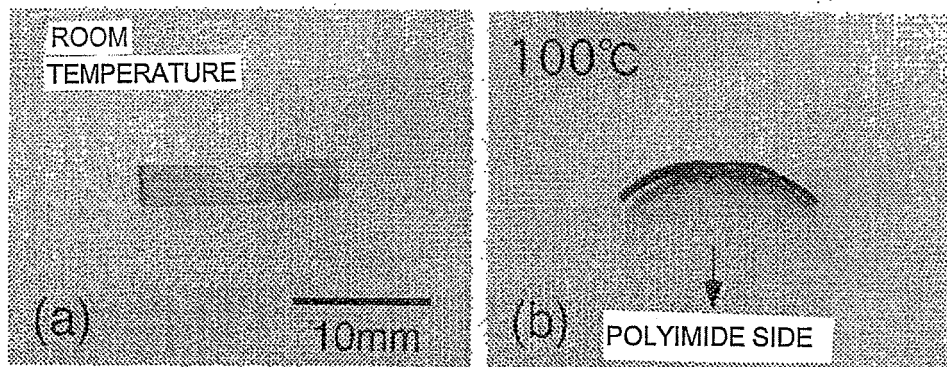 ROOM
TEMPERATURE
(a)
10mm
100℃
(b)
POLYIMIDE SIDE